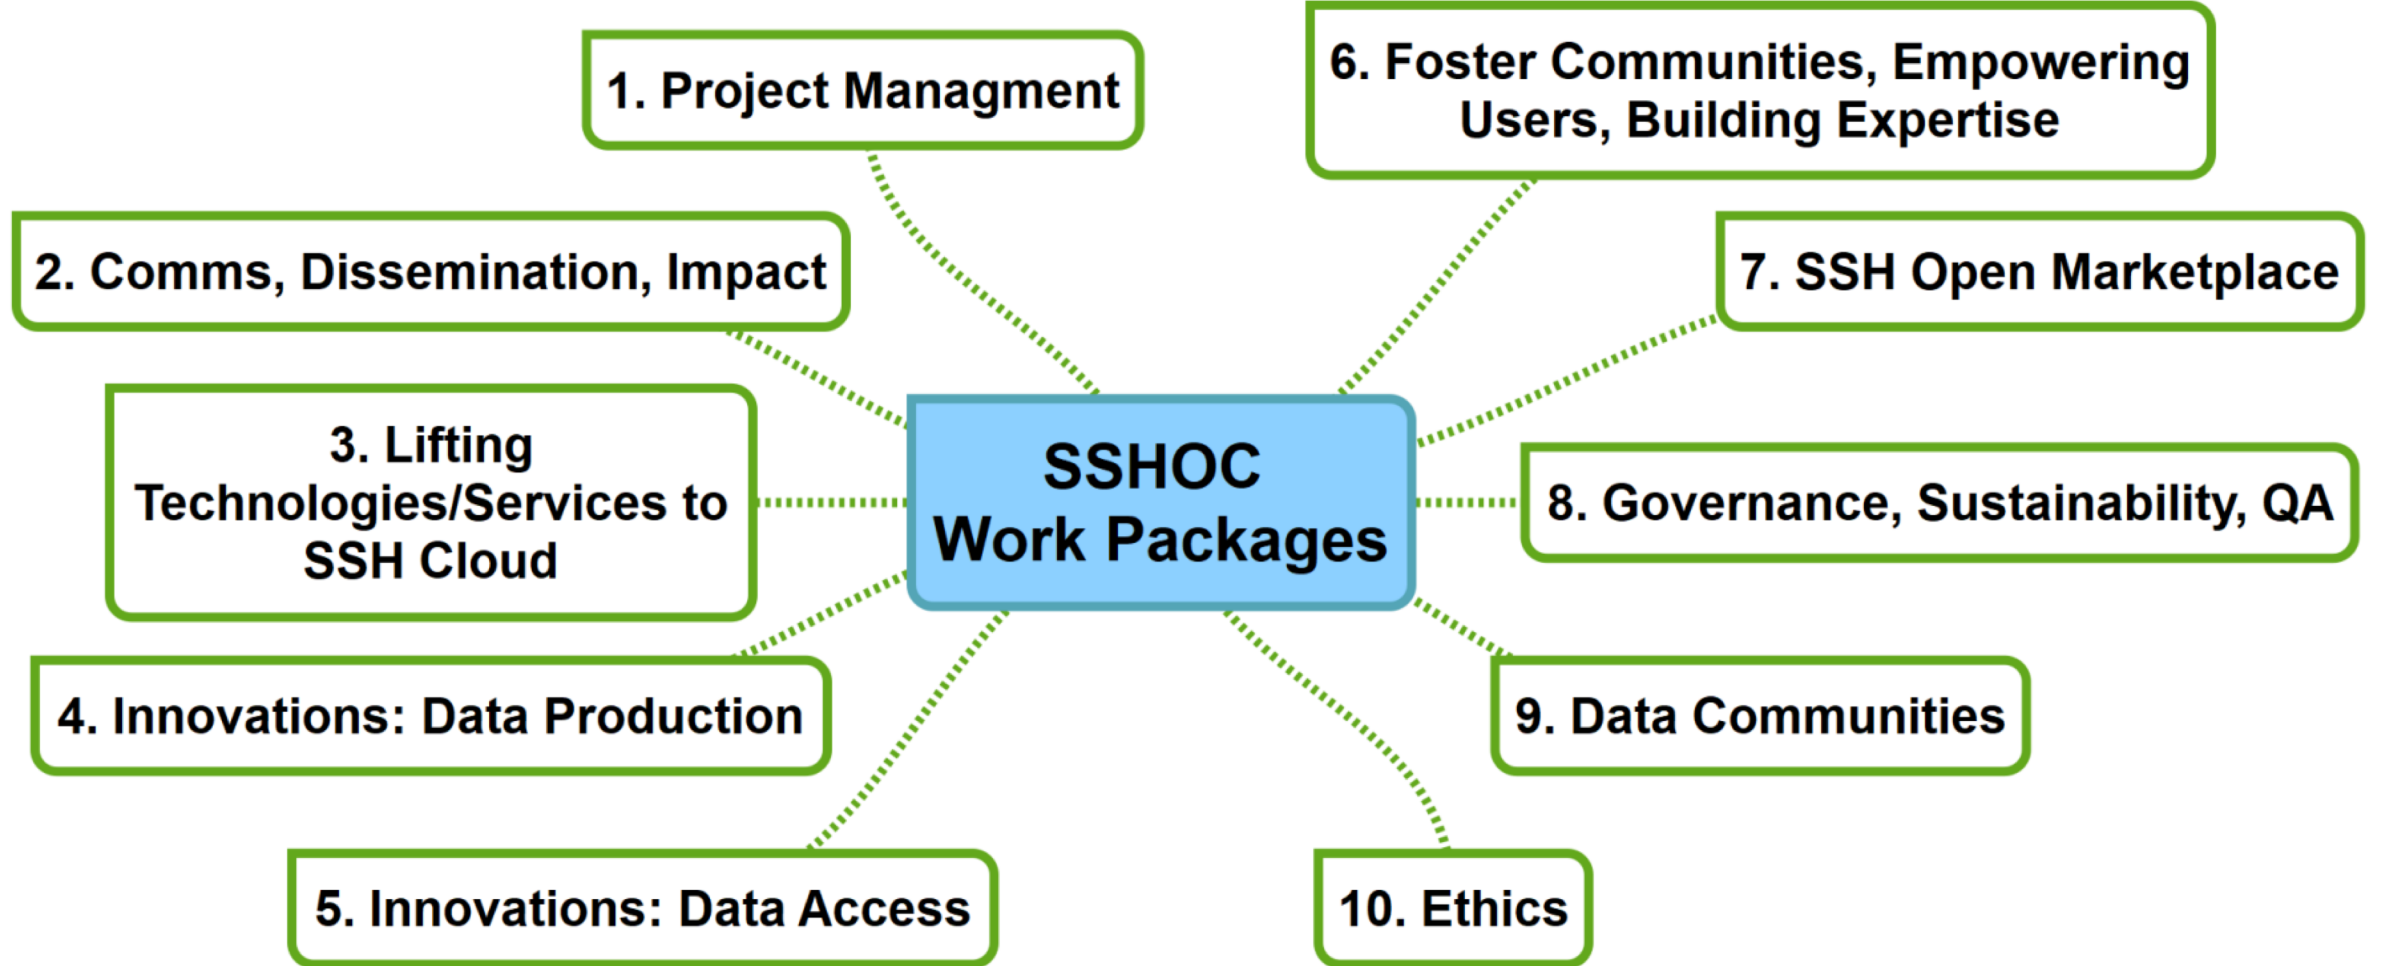 1. Project Managment
2. Comms, Dissemination, Impact
3. Lifting
Technologies/Services to
SSH Cloud
4. Innovations: Data Production
5. Innovations: Data Access
SSHOC
Work Packages
6. Foster Communities, Empowering
Users, Building Expertise
7. SSH Open Marketplace
8. Governance, Sustainability, QA
9. Data Communities
10. Ethics